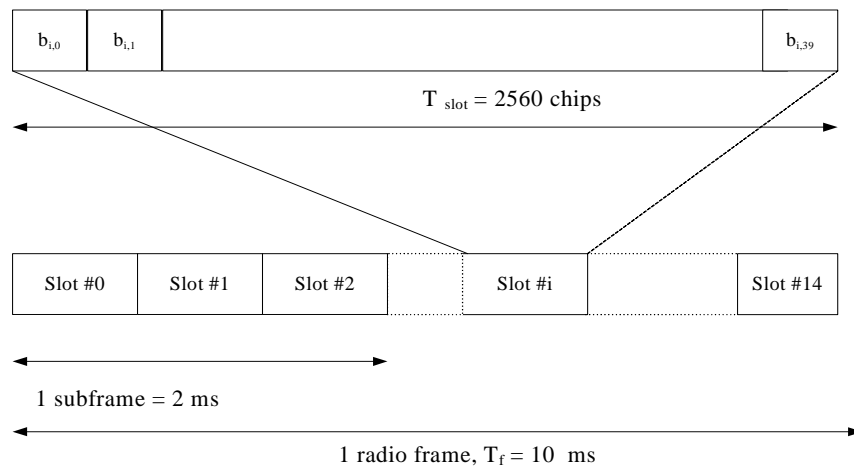 b_{i,0} b_{i,1} b_{i,39}
T_{slot} = 2560 chips
Slot #0 Slot #1 Slot #2 Slot #i Slot #14
1 subframe = 2 ms
1 radio frame, T_f = 10 ms